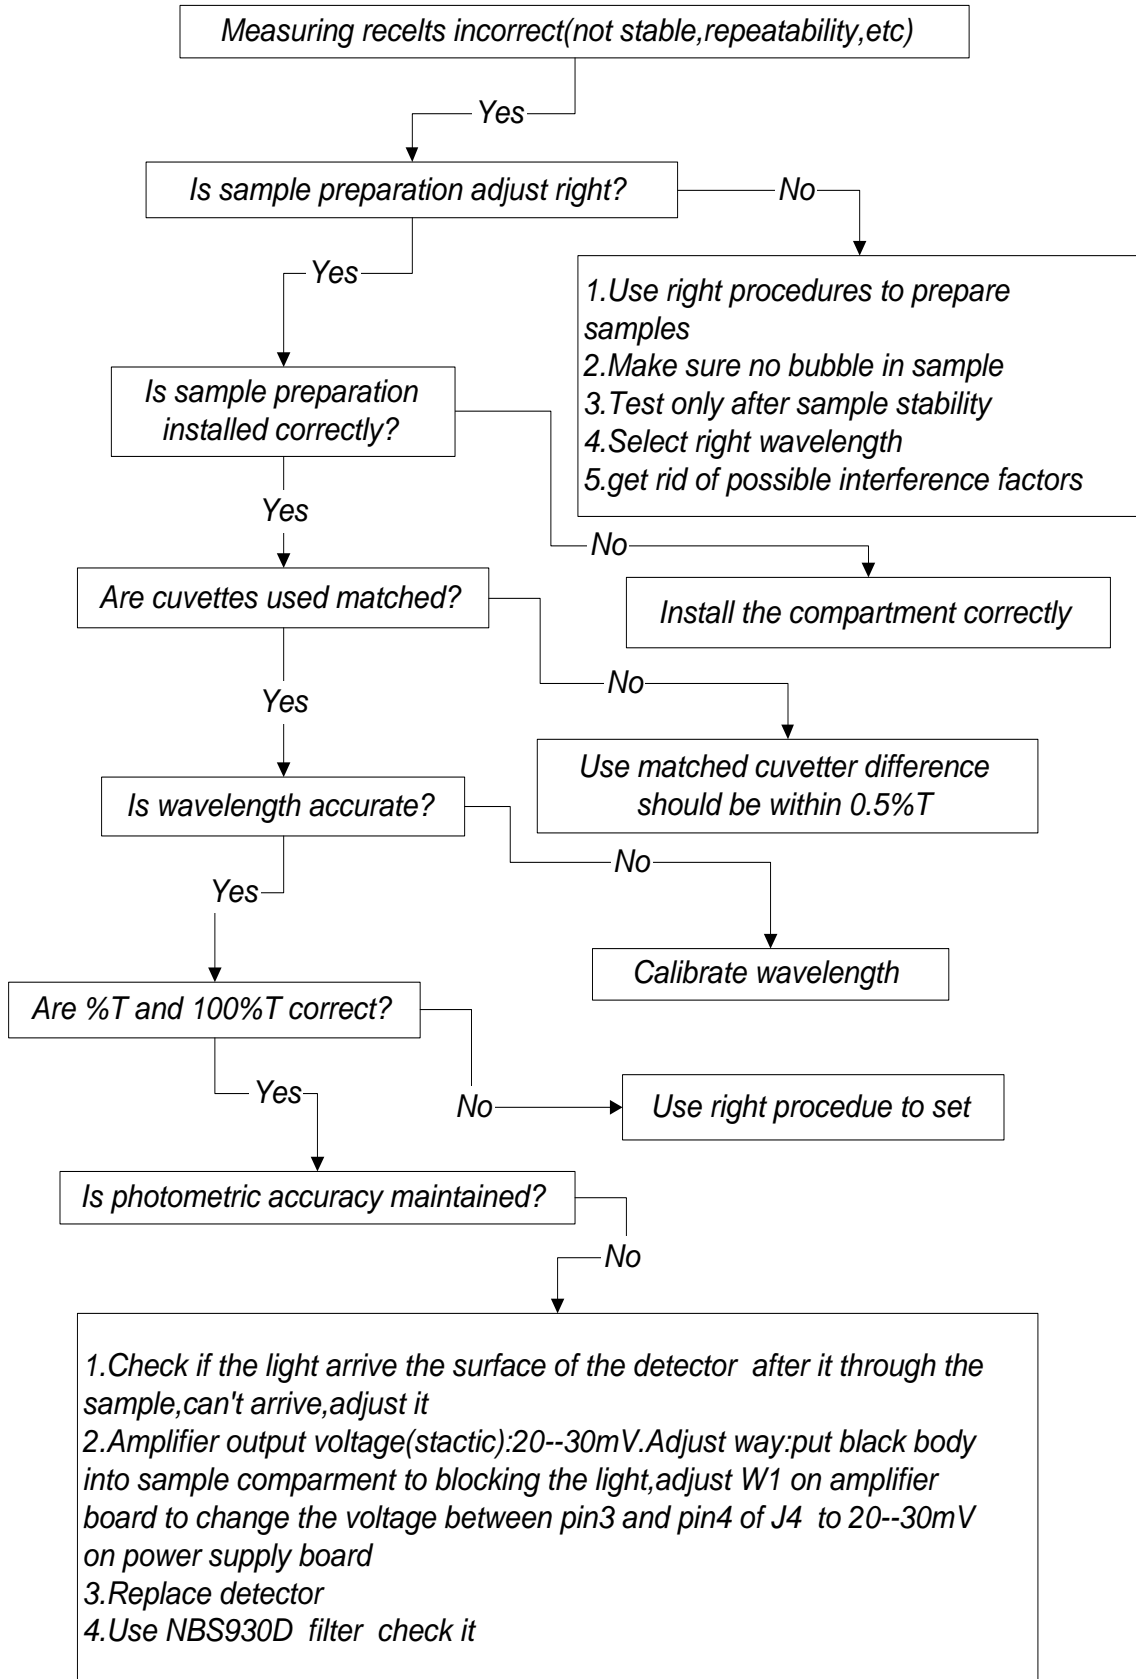 Measuring recelts incorrect(not stable,repeatability,etc)
Yes
Is sample preparation adjust right?
No
Yes
1.Use right procedures to prepare
samples
2.Make sure no bubble in sample
3.Test only after sample stability
4.Select right wavelength
5.get rid of possible interference factors
Is sample preparation
installed correctly?
Yes
No
Install the compartment correctly
Are cuvettes used matched?
Yes
No
Use matched cuvetter difference
should be within 0.5%T
Is wavelength accurate?
No
Yes
Calibrate wavelength
Are %T and 100%T correct?
Yes
No
Use right procedue to set
Is photometric accuracy maintained?
No
1.Check if the light arrive the surface of the detector after it through the
sample,can't arrive,adjust it
2.Amplifier output voltage(stactic):20--30mV.Adjust way:put black body
into sample comparment to blocking the light,adjust W1 on amplifier
board to change the voltage between pin3 and pin4 of J4 to 20--30mV
on power supply board
3.Replace detector
4.Use NBS930D filter check it